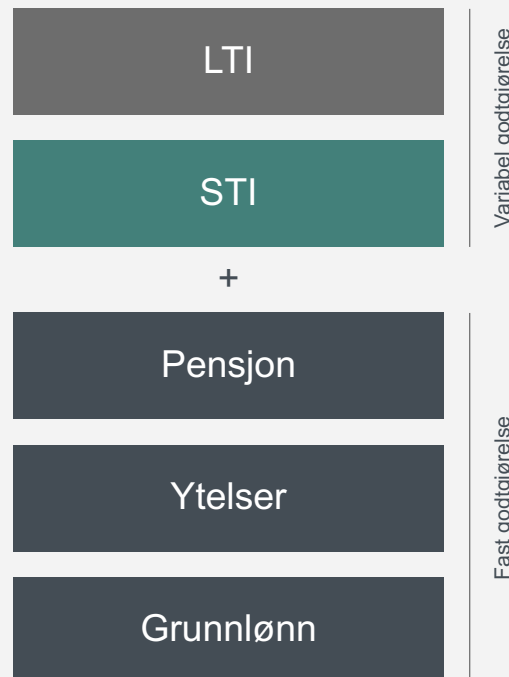 LTI
STI
+
Pensjon
Ytelser
Grunnlønn
Variabel godtgjørelse
Fast godtgjørelse